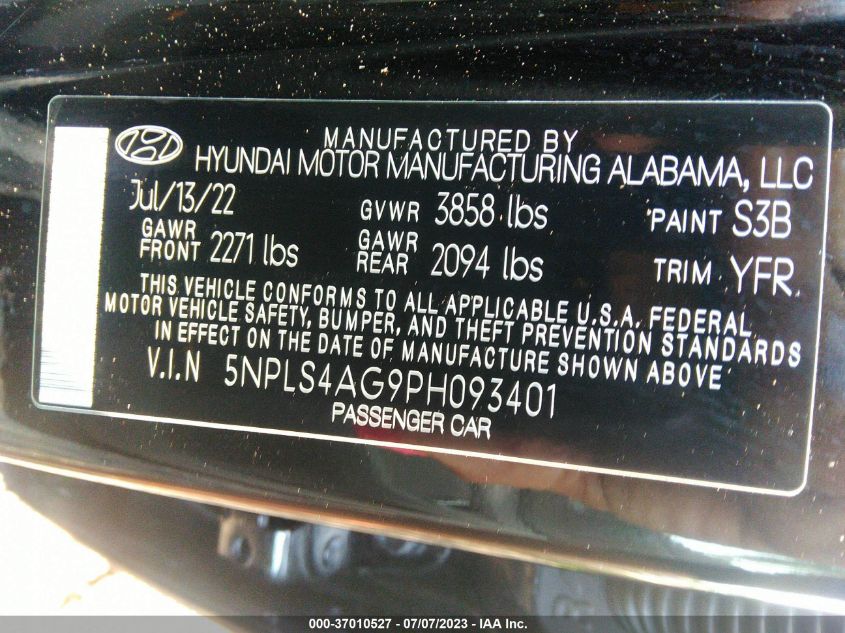 MANUFACTURED BY
HYUNDAI MOTOR MANUFACTURING ALABAMA, LLC
Jul/13/22 GVWR 3858 lbs PAINT S3B
GAWR FRONT 2271 lbs GAWR REAR 2094 lbs TRIM YFR
THIS VEHICLE CONFORMS TO ALL APPLICABLE U.S.A. FEDERAL
MOTOR VEHICLE SAFETY, BUMPER, AND THEFT PREVENTION STANDARDS
IN EFFECT ON THE DATE OF MANUFACTURE SHOWN ABOVE.
V.I.N 5NPLS4AG9PH093401
PASSENGER CAR
000-37010527 - 07/07/2023 - IAA Inc.